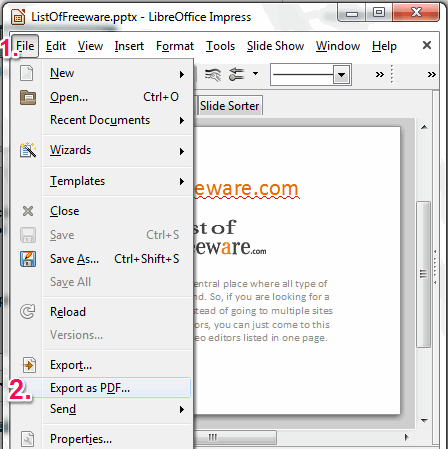 ListOfFreeware.pptx - LibreOffice Impress
1. File Edit View Insert Format Tools Slide Show Window Help
New
Open... Ctrl+O
Recent Documents
Wizards
Templates
Close
Save Ctrl+S
Save As... Ctrl+Shift+S
Save All
Reload
Versions...
Export...
2. Export as PDF...
Send
Properties...
Slide Sorter
eware.com
st of
eeware.com
entral place where all type of
nd. So, if you are looking for a
stead of going to multiple sites
ors, you can just come to this
eo editors listed in one page.